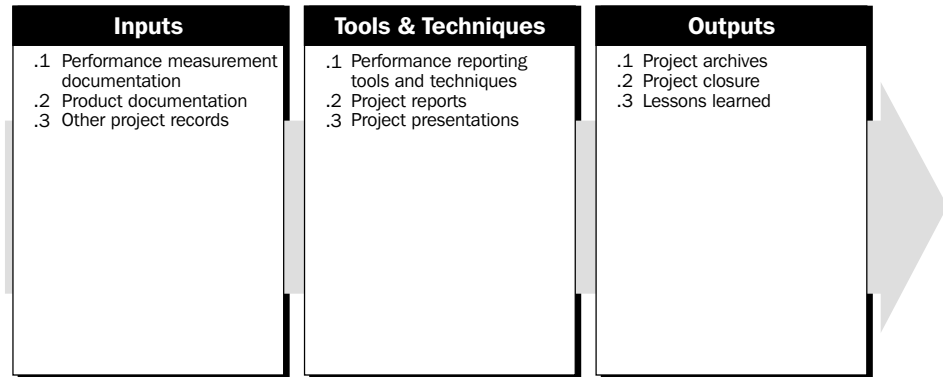 Inputs
.1 Performance measurement
documentation
.2 Product documentation
.3 Other project records
Tools & Techniques
.1 Performance reporting
tools and techniques
.2 Project reports
.3 Project presentations
Outputs
.1 Project archives
.2 Project closure
.3 Lessons learned